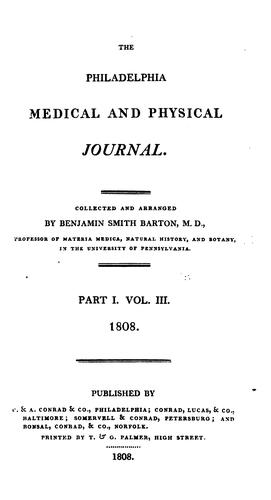 THE
PHILADELPHIA
MEDICAL AND PHYSICAL
JOURNAL.
COLLECTED AND ARRANGED
BY BENJAMIN SMITH BARTON, M. D.,
PROFESSOR OF MATERIA MEDICA, NATURAL HISTORY, AND BOTANY,
IN THE UNIVERSITY OF PENNSYLVANIA.
PART I. VOL. III.
1808.
PUBLISHED BY
& A. CONRAD & CO., PHILADELPHIA; CONRAD, LUCAS, & CO.,
BALTIMORE; SOMERVELL & CONRAD, PETERSBURG; AND
BONSAL, CONRAD, & CO., NORFOLK.
PRINTED BY T. & G. PALMER, HIGH STREET.
1808.